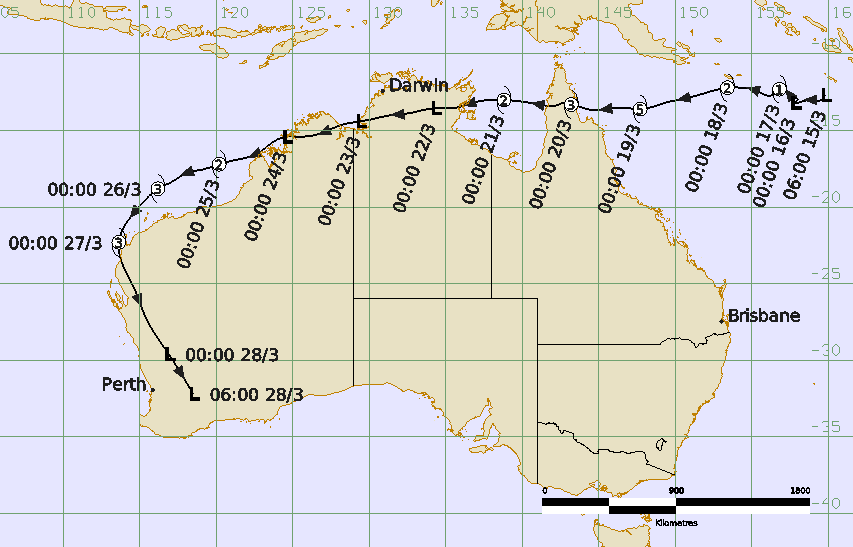 05 110 115 120 125 130 135 140 145 150 155 16
Darwin
L
L
L
L
L
1
2
5
3
2
2
3
3
-15
-20
-25
-30
-35
-40
06:00 15/3
00:00 16/3
00:00 17/3
00:00 18/3
00:00 19/3
00:00 20/3
00:00 21/3
00:00 22/3
00:00 23/3
00:00 24/3
00:00 25/3
00:00 26/3
00:00 27/3
Brisbane
L 00:00 28/3
Perth
L 06:00 28/3
0 900 1800
Kilometres